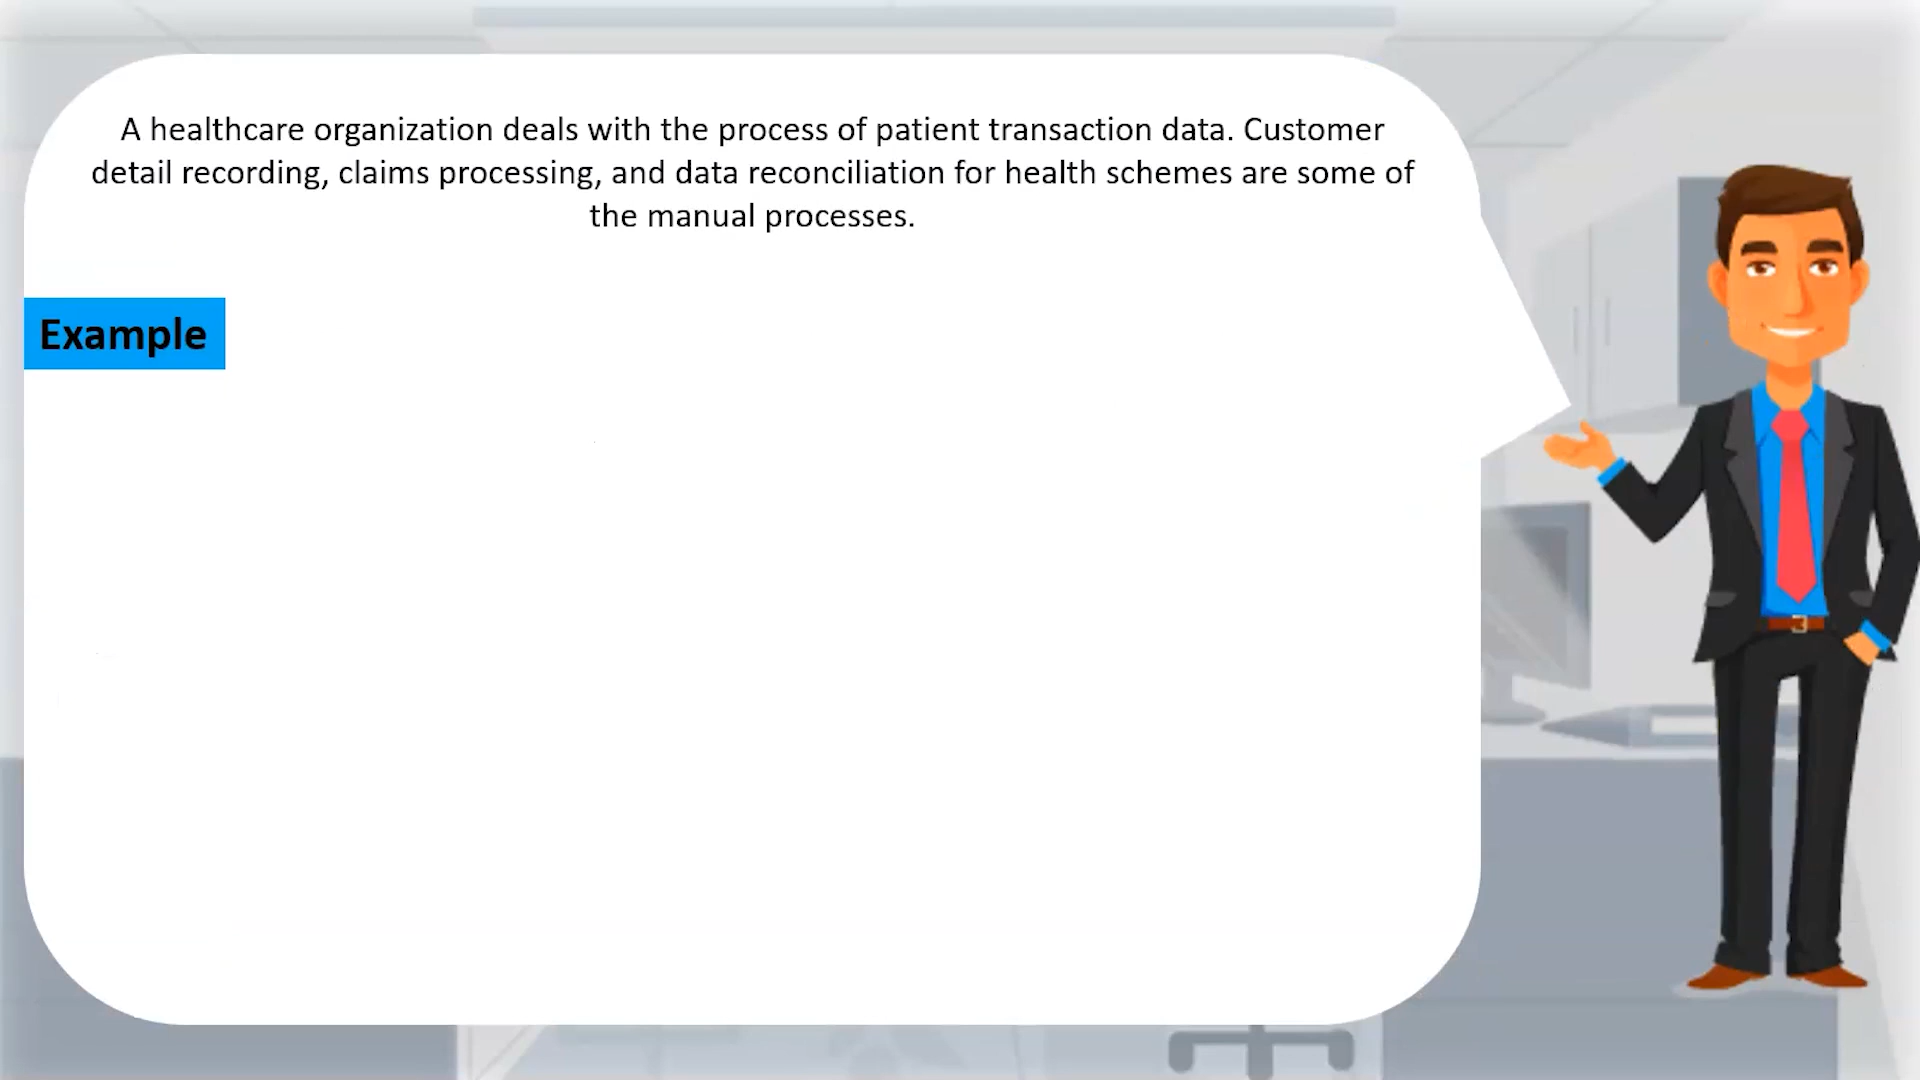 A healthcare organization deals with the process of patient transaction data. Customer
detail recording, claims processing, and data reconciliation for health schemes are some of
the manual processes.
Example